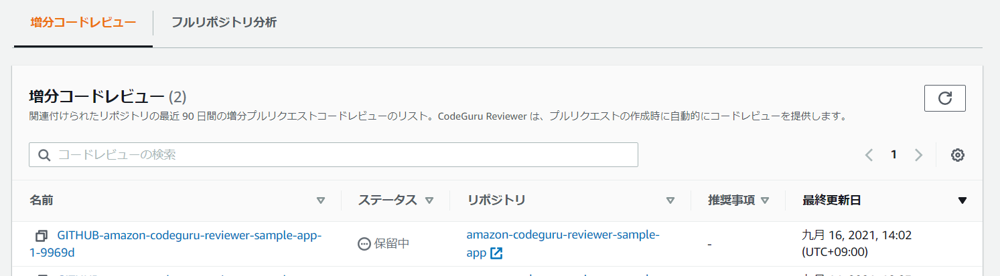 増分コードレビュー
フルリポジトリ分析
増分コードレビュー (2)
関連付けられたリポジトリの最近 90 日間の増分プルリクエストコードレビューのリスト。CodeGuru Reviewer は、プルリクエストの作成時に自動的にコードレビューを提供します。
コードレビューの検索
1
名前
ステータス
リポジトリ
推奨事項
最終更新日
GITHUB-amazon-codeguru-reviewer-sample-app-
1-9969d
保留中
amazon-codeguru-reviewer-sample-
app
-
九月 16, 2021, 14:02
(UTC+09:00)